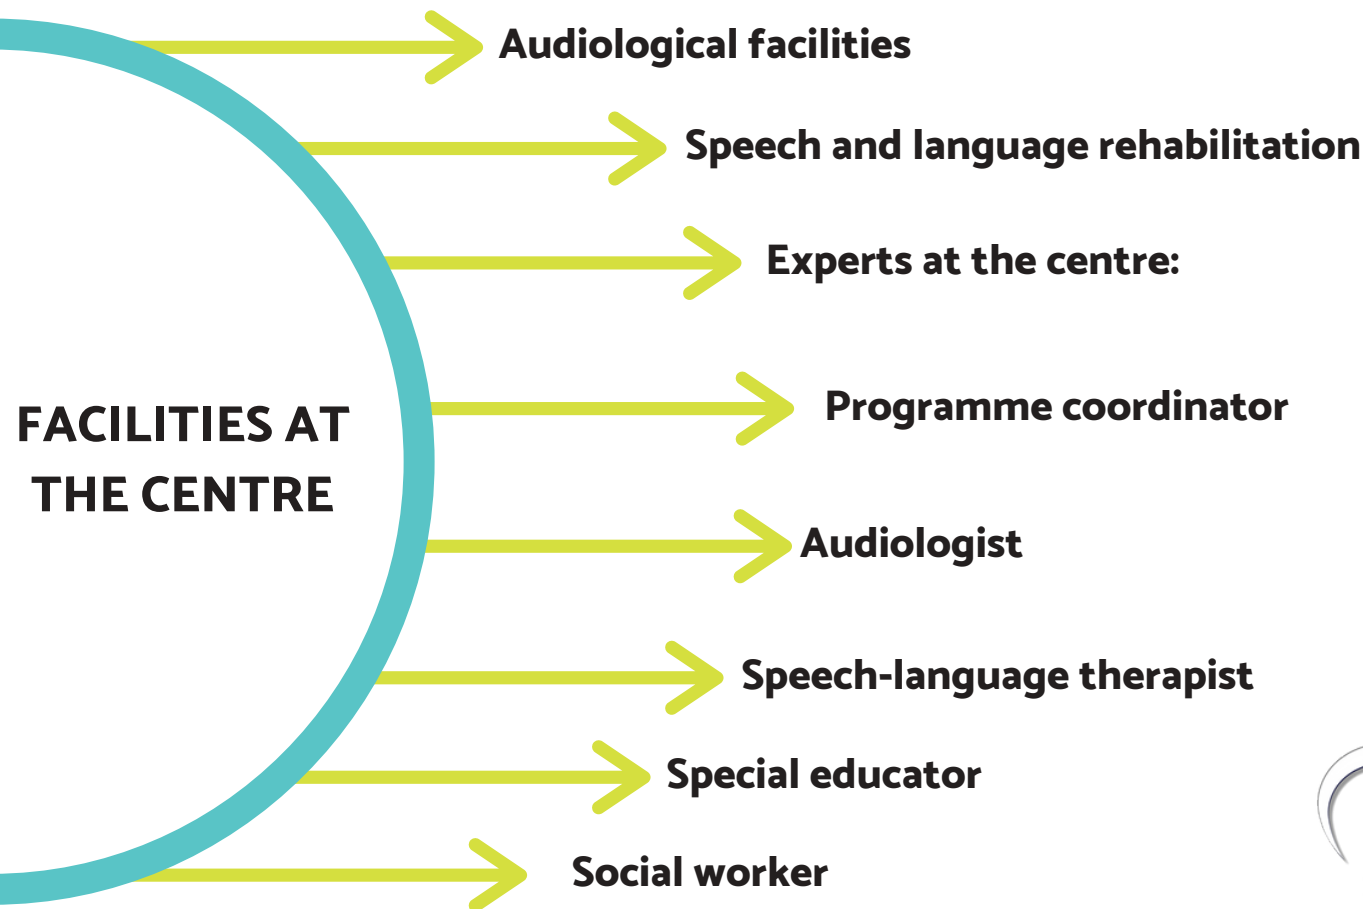 FACILITIES AT
THE CENTRE
Audiological facilities
Speech and language rehabilitation
Experts at the centre:
Programme coordinator
Audiologist
Speech-language therapist
Special educator
Social worker